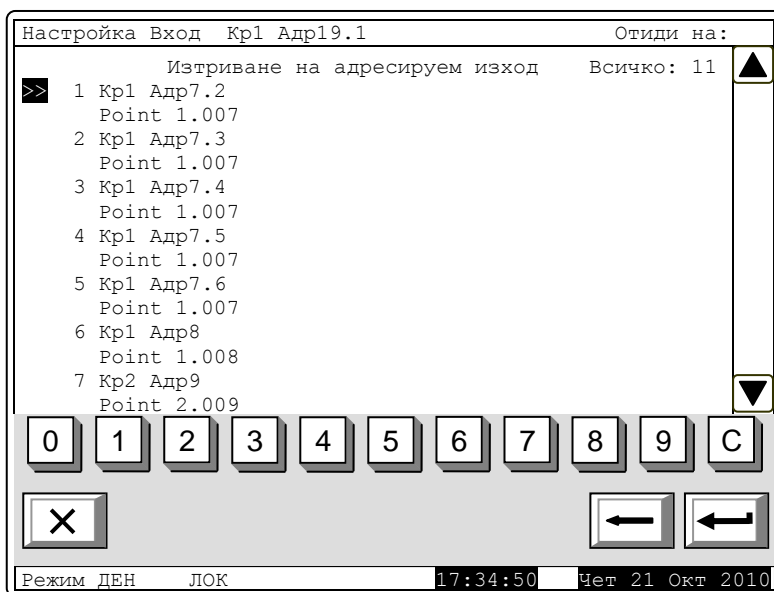 Настройка Вход Кр1 Адр19.1 Отиди на:
Изтриване на адресируем изход Всичко: 11
>> 1 Кр1 Адр7.2
Point 1.007
2 Кр1 Адр7.3
Point 1.007
3 Кр1 Адр7.4
Point 1.007
4 Кр1 Адр7.5
Point 1.007
5 Кр1 Адр7.6
Point 1.007
6 Кр1 Адр8
Point 1.008
7 Кр2 Адр9
Point 2.009
0 1 2 3 4 5 6 7 8 9 C
Режим ДЕН ЛОК 17:34:50 Чет 21 Окт 2010